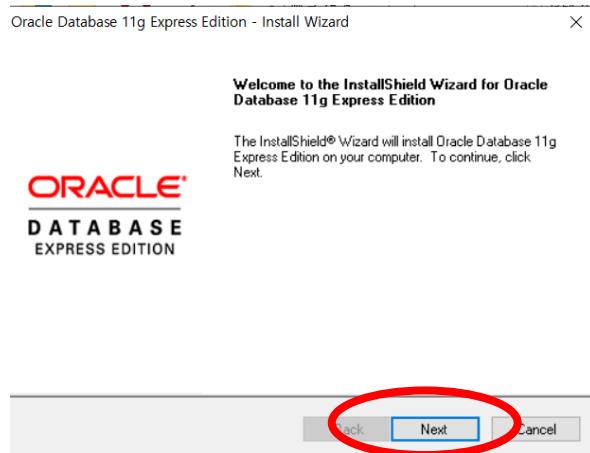 Oracle Database 11g Express Edition - Install Wizard
Welcome to the InstallShield Wizard for Oracle
Database 11g Express Edition
The InstallShield® Wizard will install Oracle Database 11g
Express Edition on your computer. To continue, click
Next.
ORACLE®
DATABASE
EXPRESS EDITION
Back Next Cancel